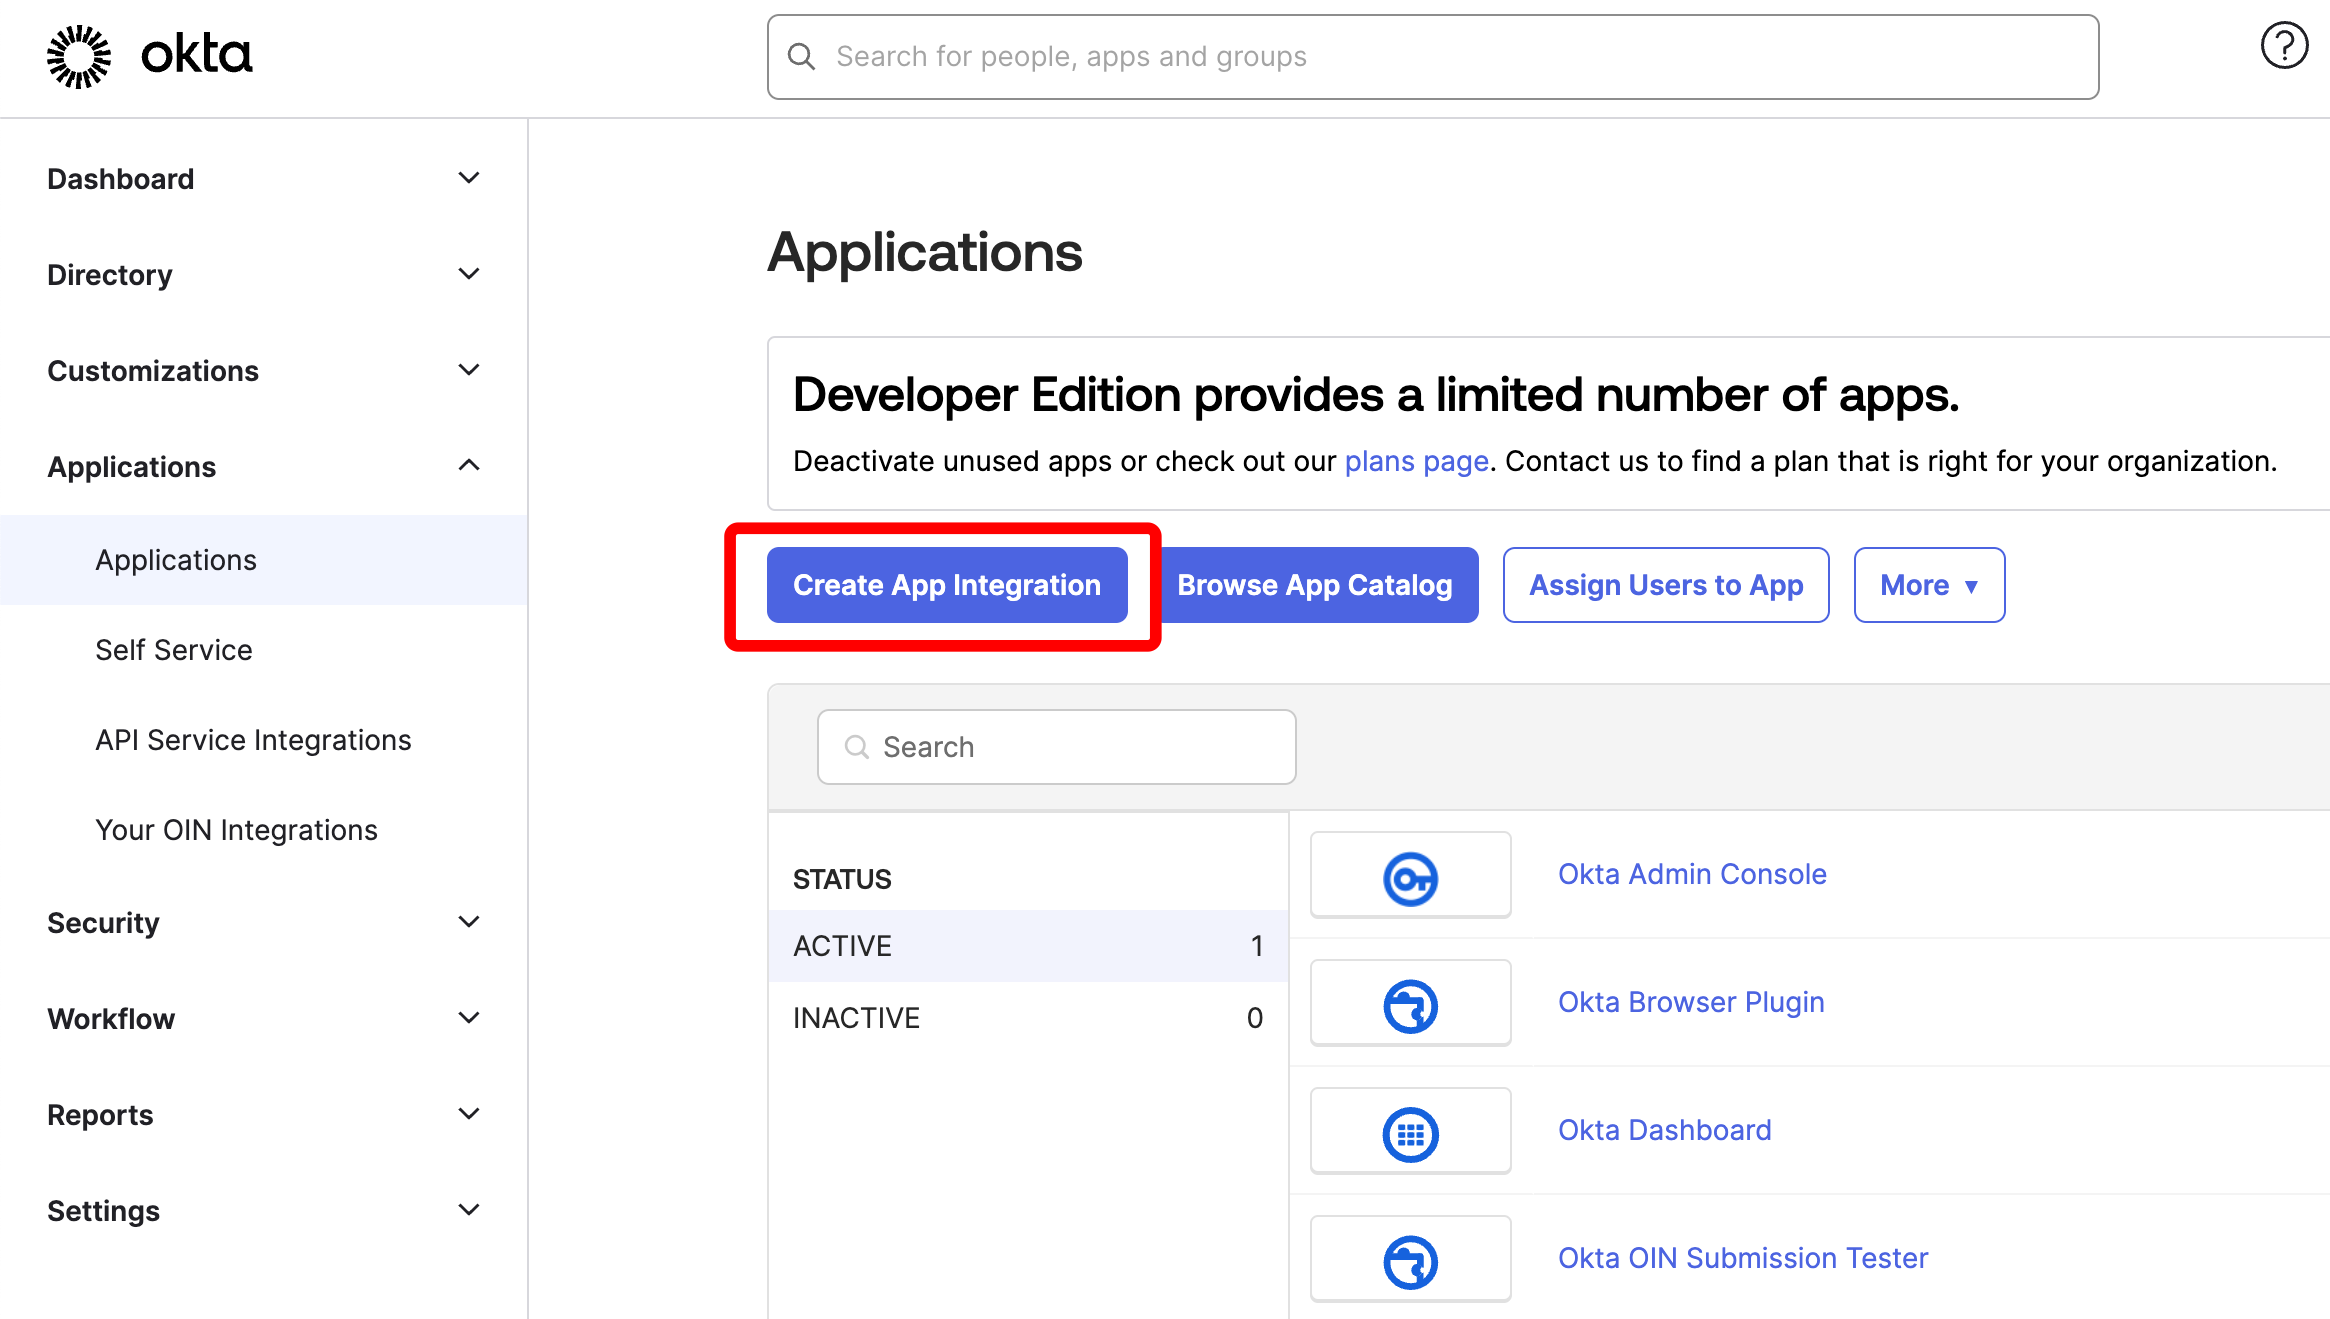 okta
Search for people, apps and groups
Dashboard
Directory
Customizations
Applications
Applications
Self Service
API Service Integrations
Your OIN Integrations
Security
Workflow
Reports
Settings
Applications
Developer Edition provides a limited number of apps.
Deactivate unused apps or check out our plans page. Contact us to find a plan that is right for your organization.
Create App Integration Browse App Catalog Assign Users to App More ▼
Search
STATUS
ACTIVE 1
INACTIVE 0
Okta Admin Console
Okta Browser Plugin
Okta Dashboard
Okta OIN Submission Tester